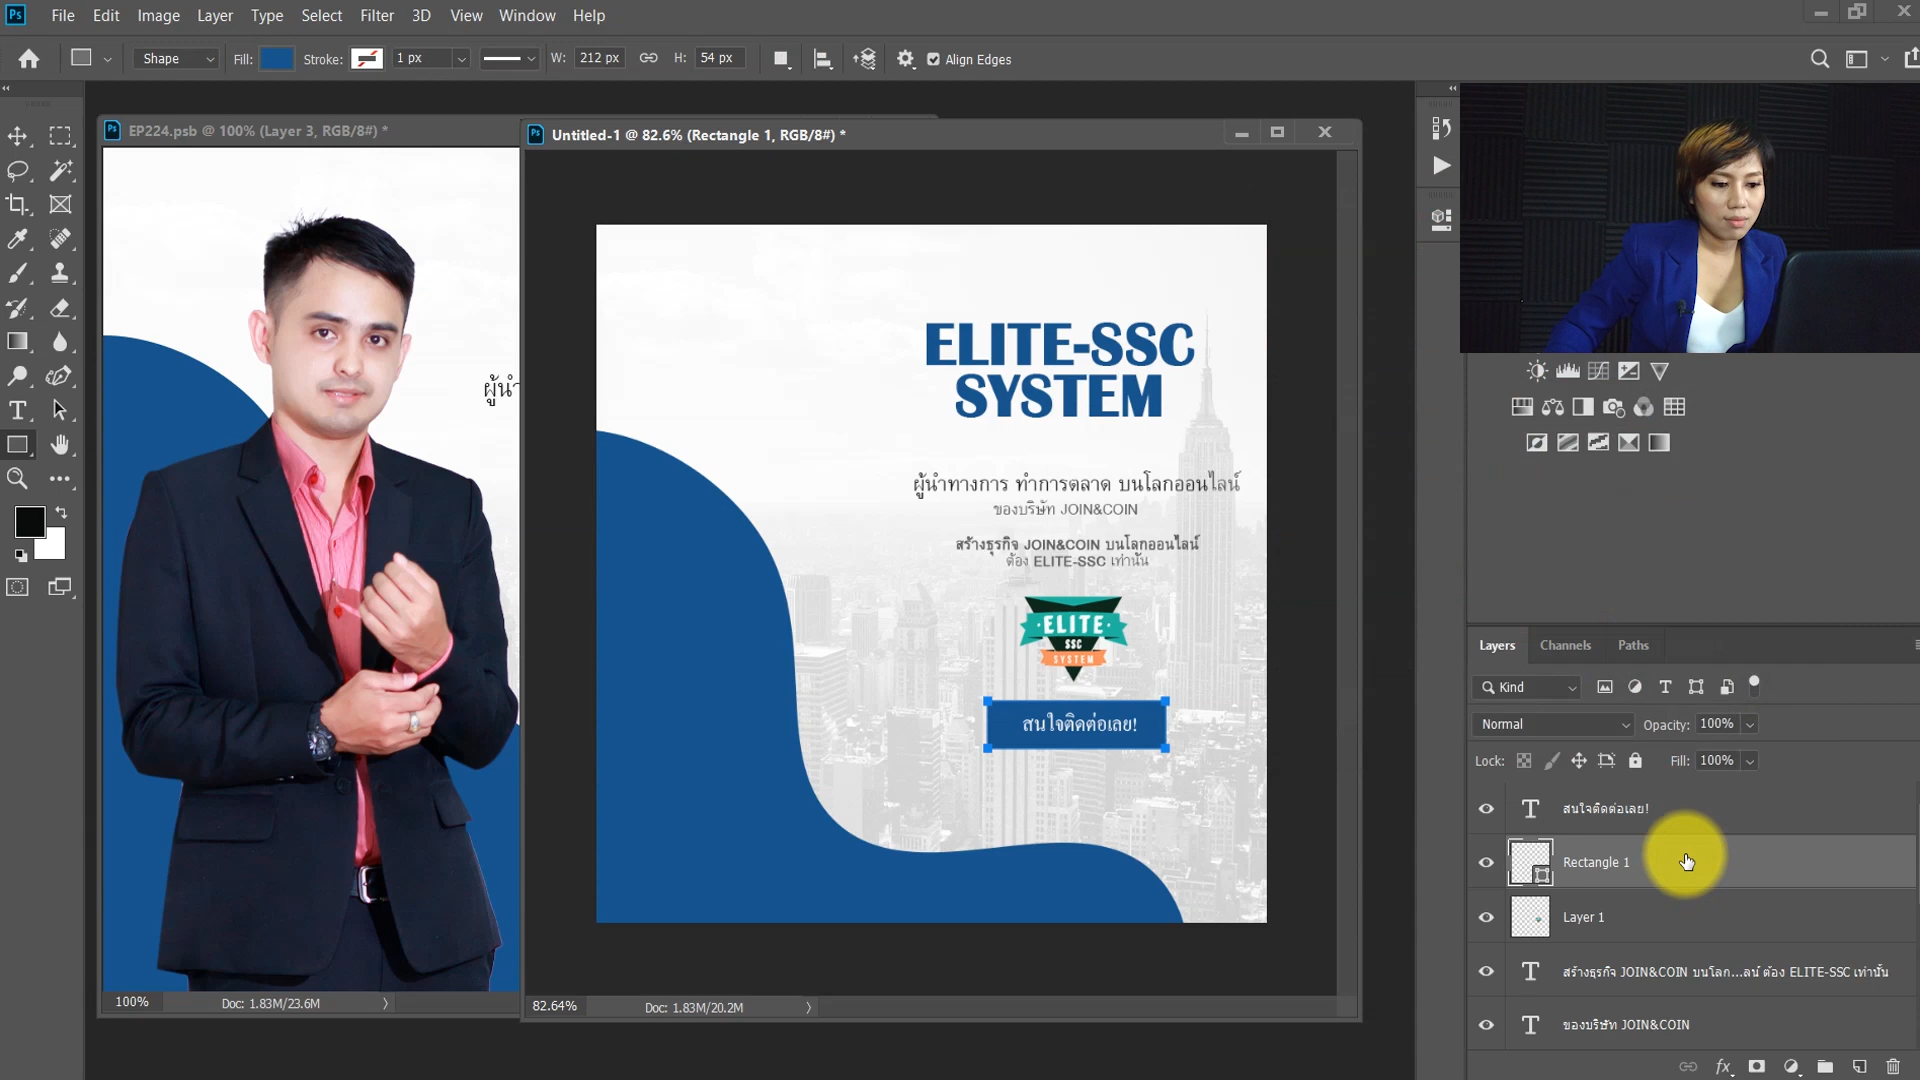 Ps File Edit Image Layer Type Select Filter 3D View Window Help
Shape Fill: Stroke: 1 px W: 212 px H: 54 px Align Edges
EP224.psb @ 100% (Layer 3, RGB/8#) *
Untitled-1 @ 82.6% (Rectangle 1, RGB/8#) *
ผู้นำ
ELITE-SSC
SYSTEM
ผู้นำทางการ ทำการตลาด บนโลกออนไลน์
ของบริษัท JOIN&COIN
สร้างธุรกิจ JOIN&COIN บนโลกออนไลน์
ต้อง ELITE-SSC เท่านั้น
·ELITE·
SSC
SYSTEM
สนใจติดต่อเลย!
100% Doc: 1.83M/23.6M
82.64% Doc: 1.83M/20.2M
Layers Channels Paths
Kind
Normal Opacity: 100%
Lock: Fill: 100%
สนใจติดต่อเลย!
Rectangle 1
Layer 1
สร้างธุรกิจ JOIN&COIN บนโลก...ลน์ ต้อง ELITE-SSC เท่านั้น
ของบริษัท JOIN&COIN
fx